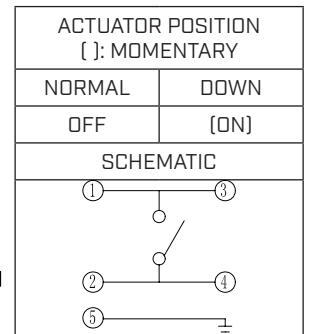 ACTUATOR POSITION
( ): MOMENTARY
NORMAL DOWN
OFF (ON)
SCHEMATIC
1 3
2 4
5